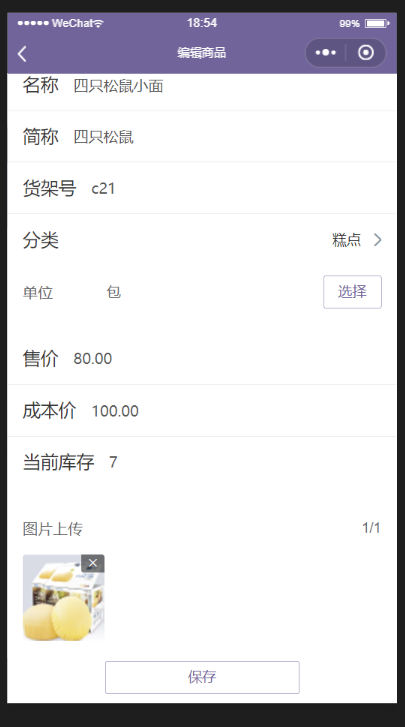 WeChat 18:54 99%
编辑商品
名称 四只松鼠小面
简称 四只松鼠
货架号 c21
分类 糕点
单位 包 选择
售价 80.00
成本价 100.00
当前库存 7
图片上传 1/1
保存